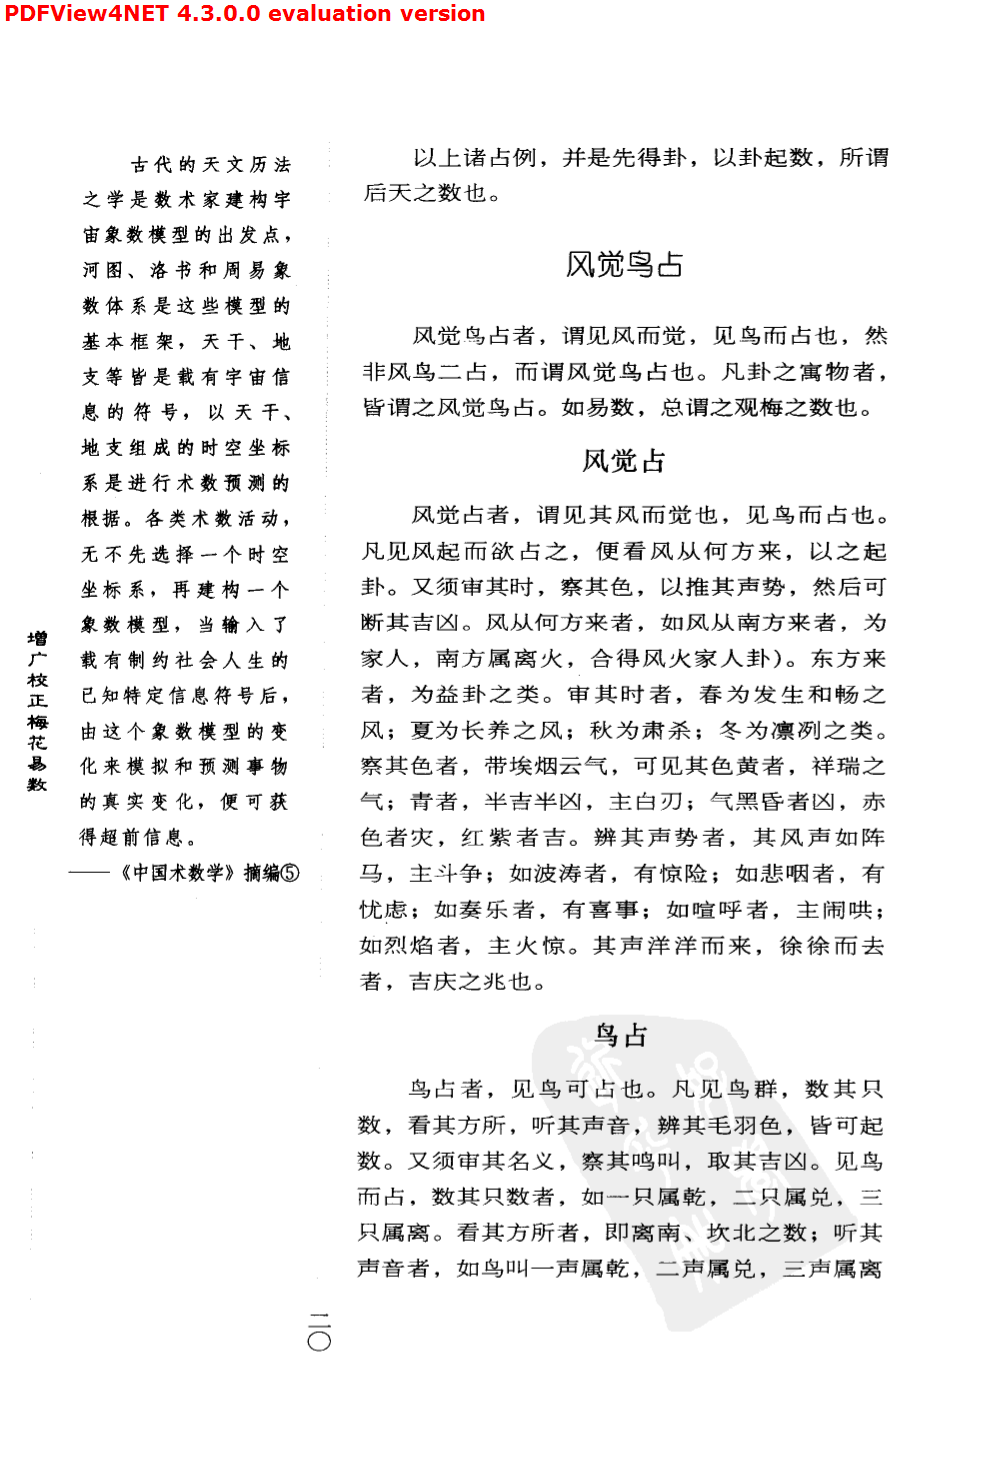 PDFView4NET 4.3.0.0 evaluation version
古代的天文历法
之学是数术家建构宇
宙象数模型的出发点，
河图、洛书和周易象
数体系是这些模型的
基本框架，天干、地
支等皆是载有宇宙信
息的符号，以天干、
地支组成的时空坐标
系是进行术数预测的
根据。各类术数活动，
无不先选择一个时空
坐标系，再建构一个
象数模型，当输入了
载有制约社会人生的
已知特定信息符号后，
由这个象数模型的变
化来模拟和预测事物
的真实变化，便可获
得超前信息。
——《中国术数学》摘编⑤
增广校正梅花易数
以上诸占例，并是先得卦，以卦起数，所谓
后天之数也。
风觉鸟占
风觉鸟占者，谓见风而觉，见鸟而占也，然
非风鸟二占，而谓风觉鸟占也。凡卦之寓物者，
皆谓之风觉鸟占。如易数，总谓之观梅之数也。
风觉占
风觉占者，谓见其风而觉也，见鸟而占也。
凡见风起而欲占之，便看风从何方来，以之起
卦。又须审其时，察其色，以推其声势，然后可
断其吉凶。风从何方来者，如风从南方来者，为
家人，南方属离火，合得风火家人卦）。东方来
者，为益卦之类。审其时者，春为发生和畅之
风；夏为长养之风；秋为肃杀；冬为凛冽之类。
察其色者，带埃烟云气，可见其色黄者，祥瑞之
气；青者，半吉半凶，主白刃；气黑昏者凶，赤
色者灾，红紫者吉。辨其声势者，其风声如阵
马，主斗争；如波涛者，有惊险；如悲咽者，有
忧虑；如奏乐者，有喜事；如喧呼者，主闹哄；
如烈焰者，主火惊。其声洋洋而来，徐徐而去
者，吉庆之兆也。
鸟占
鸟占者，见鸟可占也。凡见鸟群，数其只
数，看其方所，听其声音，辨其毛羽色，皆可起
数。又须审其名义，察其鸣叫，取其吉凶。见鸟
而占，数其只数者，如一只属乾，二只属兑，三
只属离。看其方所者，即离南、坎北之数；听其
声音者，如鸟叫一声属乾，二声属兑，三声属离
二〇